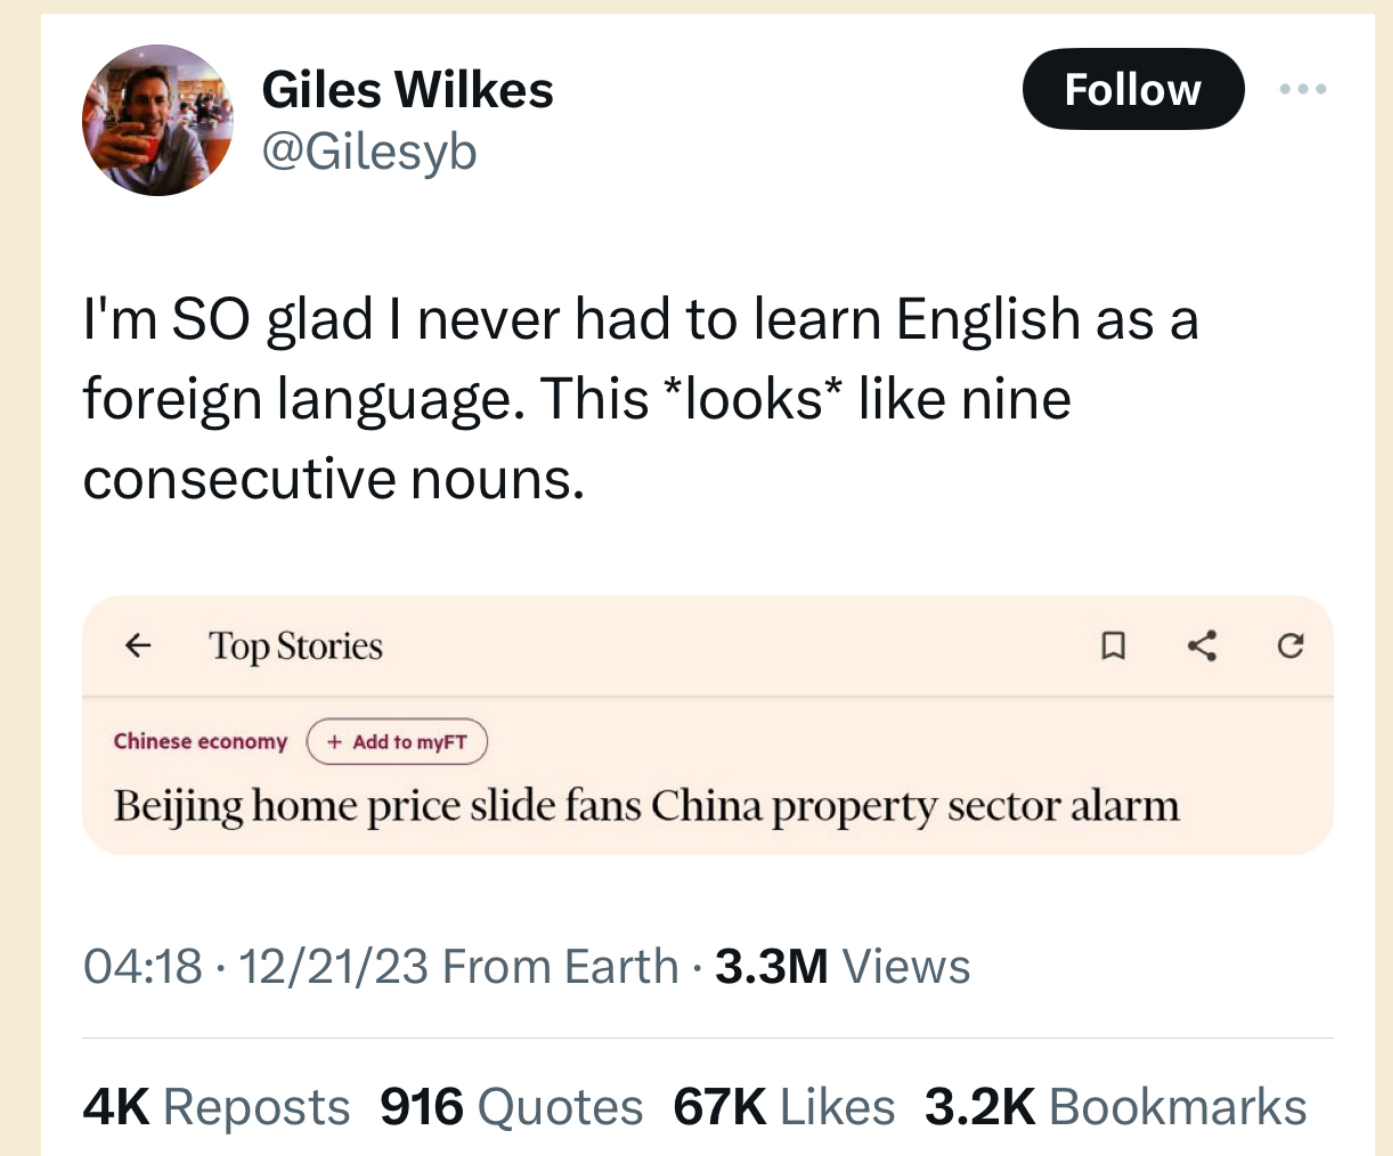 Giles Wilkes
Follow
@Gilesyb
I'm SO glad I never had to learn English as a
foreign language. This *looks* like nine
consecutive nouns.
Top Stories
Chinese economy + Add to myFT
Beijing home price slide fans China property sector alarm
04:18 · 12/21/23 From Earth · 3.3M Views
4K Reposts 916 Quotes 67K Likes 3.2K Bookmarks